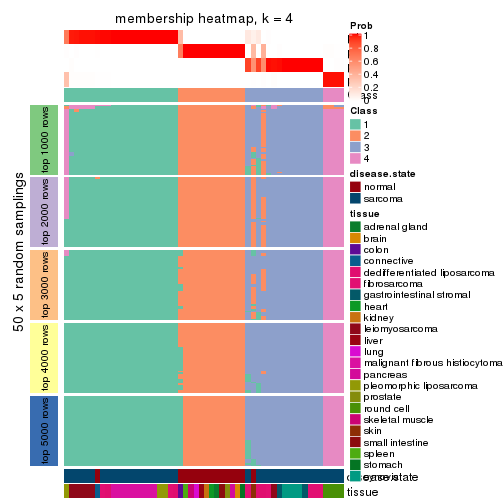 membership heatmap, k = 4
50 x 5 random samplings
top 1000 rows
top 2000 rows
top 3000 rows
top 4000 rows
top 5000 rows
disease.state
tissue
Prob
1
0.8
0.6
0.4
0.2
0
Class
1
2
3
4
disease.state
normal
sarcoma
tissue
adrenal gland
brain
colon
connective
dedifferentiated liposarcoma
fibrosarcoma
gastrointestinal stromal
heart
kidney
leiomyosarcoma
liver
lung
malignant fibrous histiocytoma
pancreas
pleomorphic liposarcoma
prostate
round cell
skeletal muscle
skin
small intestine
spleen
stomach